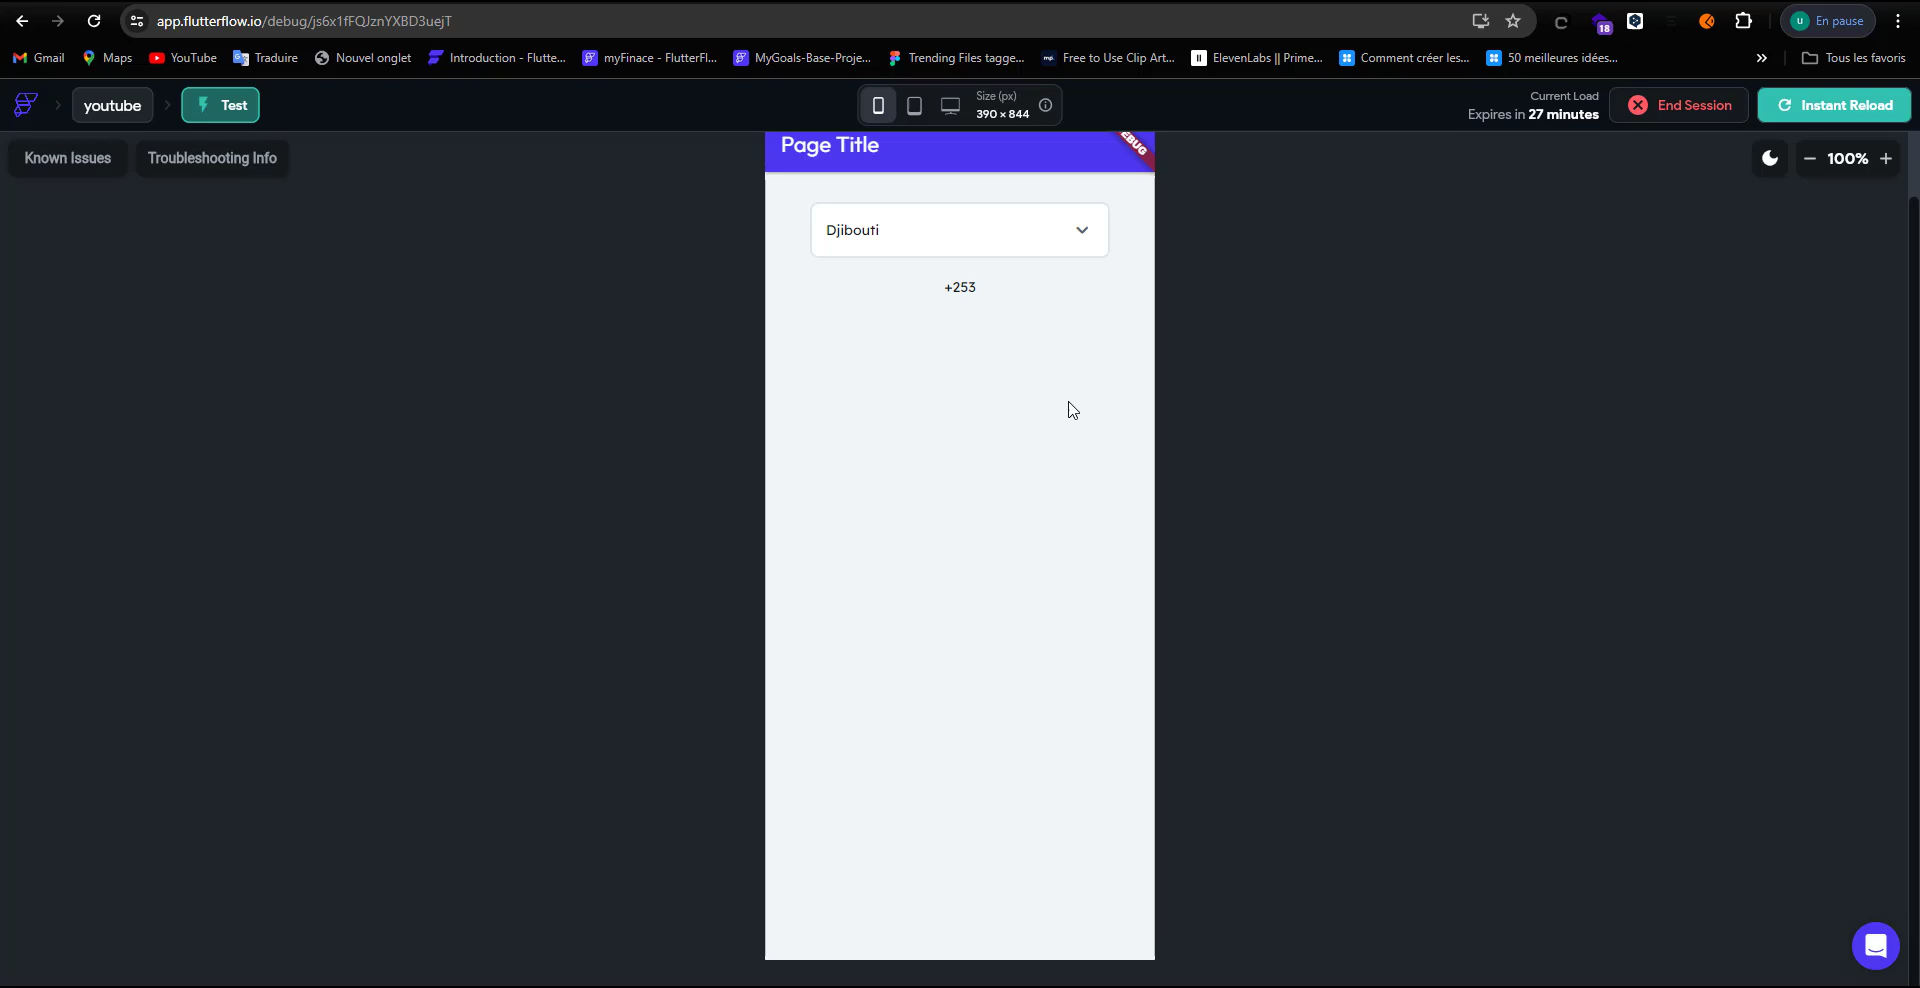 app.flutterflow.io/debug/js6x1fFQJznYXBD3uejT
18
u
En pause
Gmail
Maps
YouTube
Traduire
Nouvel onglet
Introduction - Flutte...
myFinace - FlutterFl...
MyGoals-Base-Proje...
Trending Files tagge...
Free to Use Clip Art...
ElevenLabs || Prime...
Comment créer les...
50 meilleures idées...
Tous les favoris
youtube
Test
Size (px)
390 × 844
Current Load
Expires in 27 minutes
End Session
Instant Reload
Known Issues
Troubleshooting Info
Page Title
EBUG
100%
Djibouti
+253